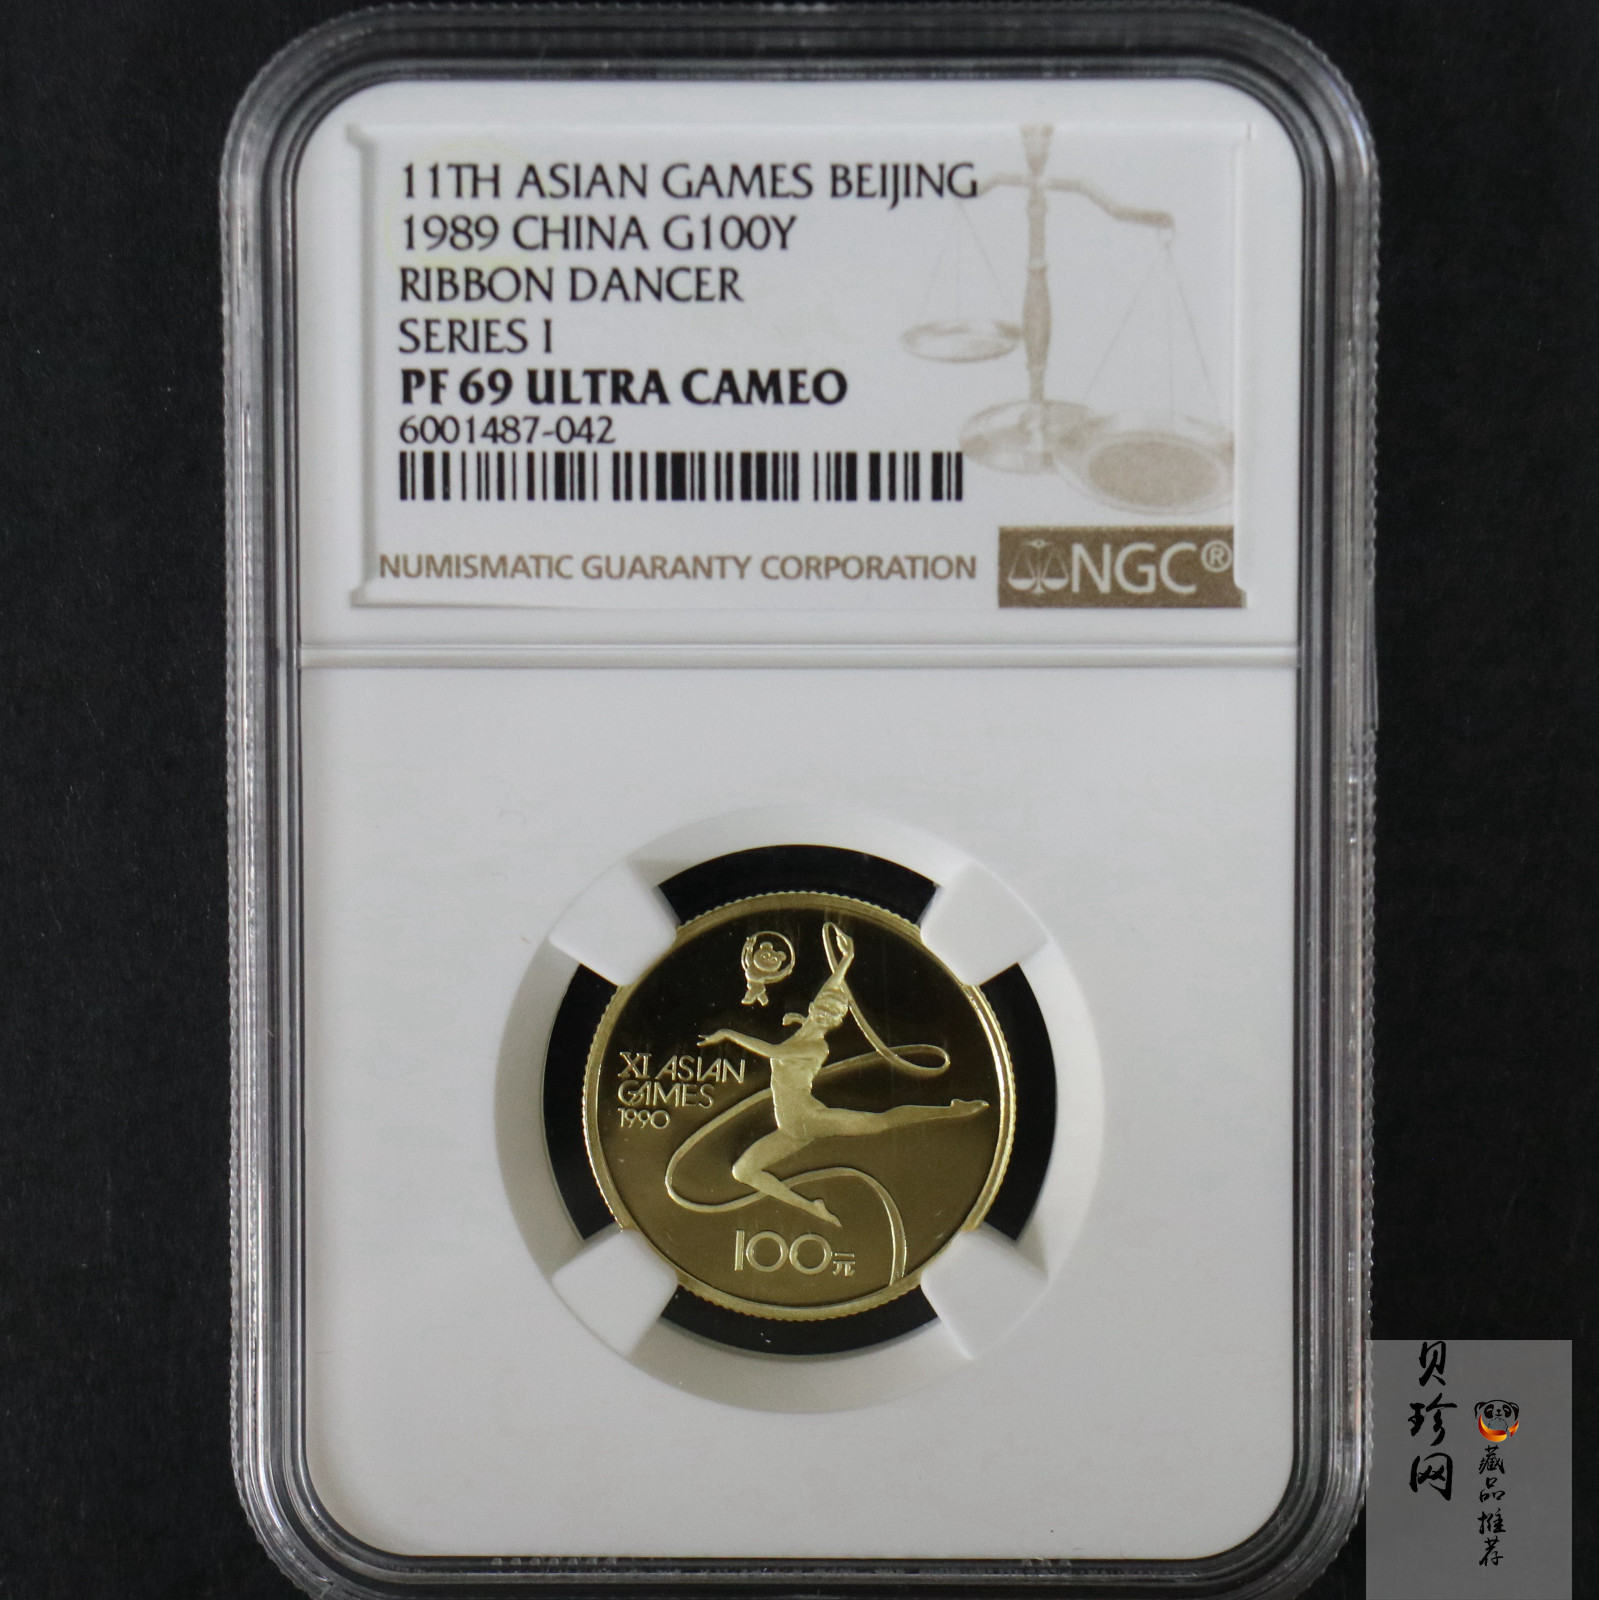 11TH ASIAN GAMES BEIJING
1989 CHINA G100Y
RIBBON DANCER
SERIES I
PF 69 ULTRA CAMEO
6001487-042
NUMISMATIC GUARANTY CORPORATION
NGC®
XI ASIAN
GAMES
1990
100元
贝珍网
藏品推荐